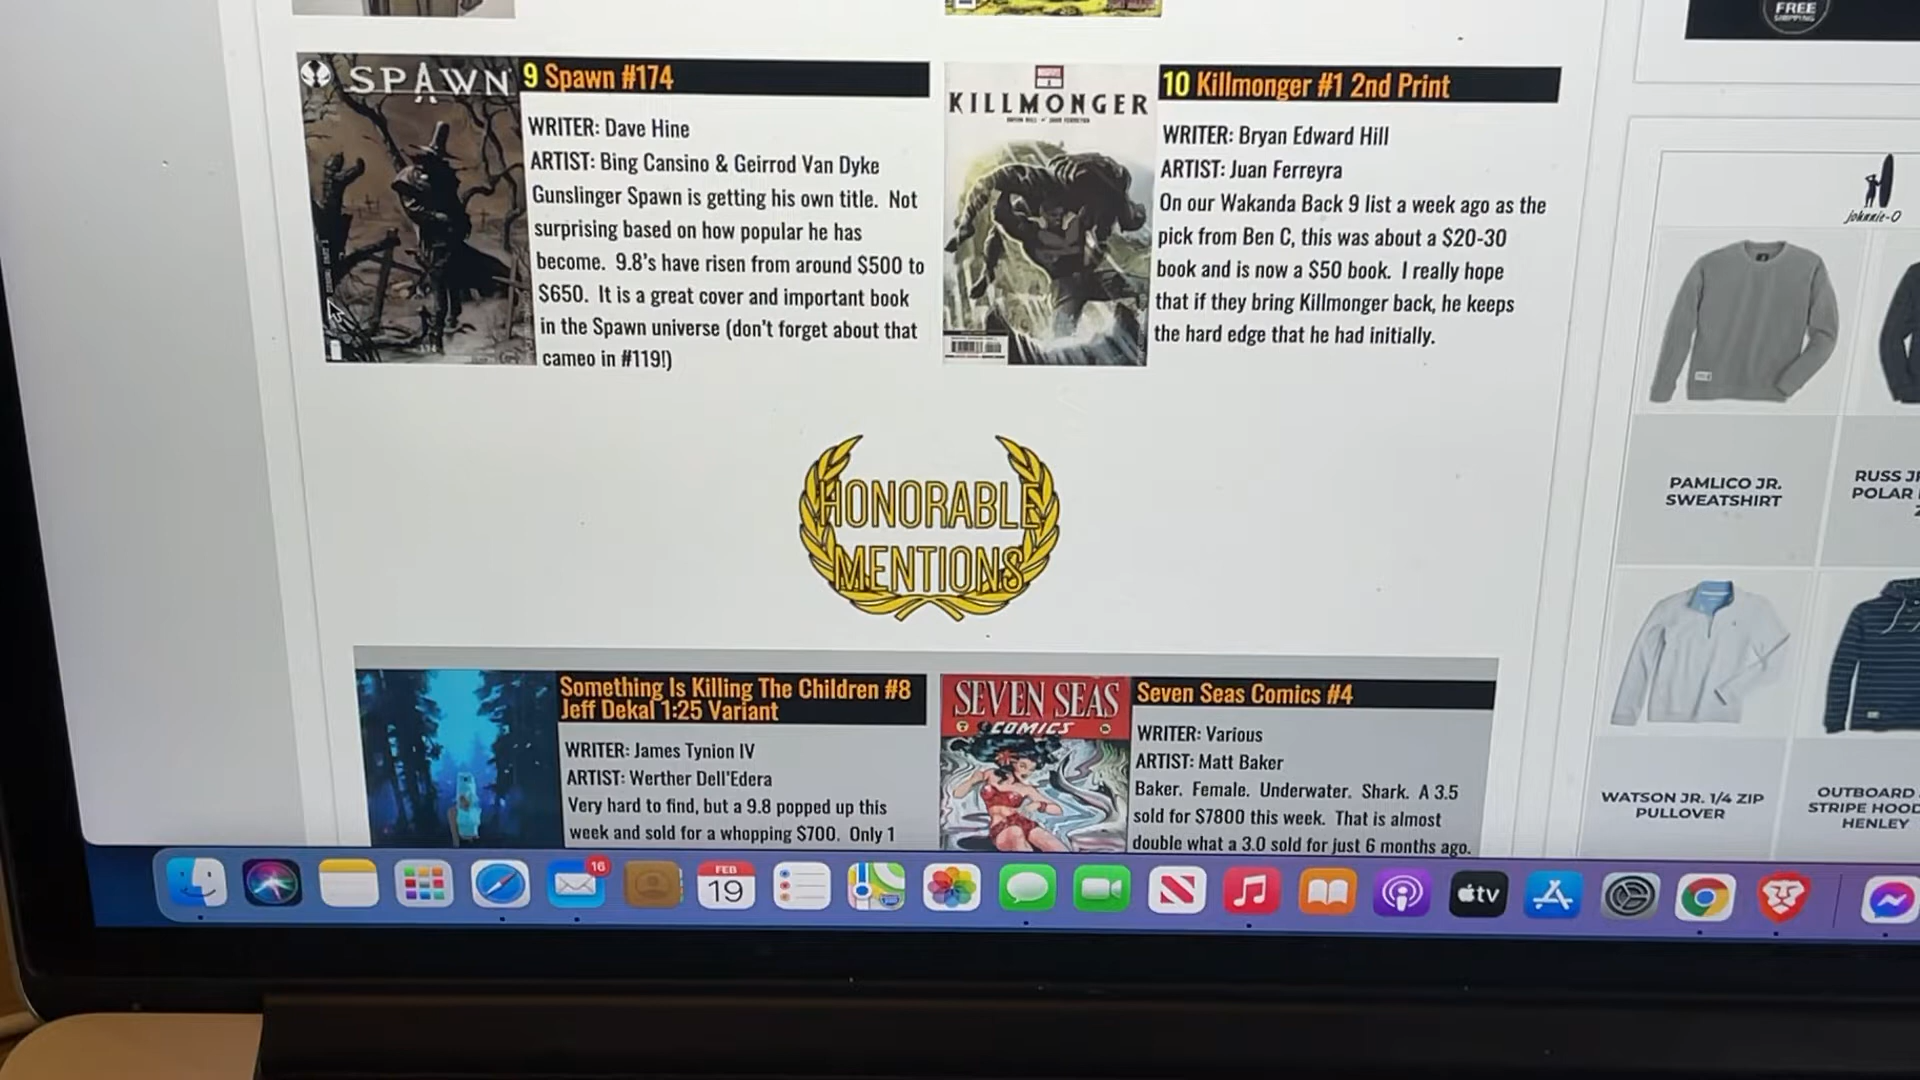 FREE
SHIPPING
SPAWN
9 Spawn #174
WRITER: Dave Hine
ARTIST: Bing Cansino & Geirrod Van Dyke
Gunslinger Spawn is getting his own title. Not
surprising based on how popular he has
become. 9.8's have risen from around $500 to
$650. It is a great cover and important book
in the Spawn universe (don't forget about that
cameo in #119!)
KILLMONGER
10 Killmonger #1 2nd Print
WRITER: Bryan Edward Hill
ARTIST: Juan Ferreyra
On our Wakanda Back 9 list a week ago as the
pick from Ben C, this was about a $20-30
book and is now a $50 book. I really hope
that if they bring Killmonger back, he keeps
the hard edge that he had initially.
HONORABLE
MENTIONS
Something Is Killing The Children #8
Jeff Dekal 1:25 Variant
WRITER: James Tynion IV
ARTIST: Werther Dell'Edera
Very hard to find, but a 9.8 popped up this
week and sold for a whopping $700. Only 1
SEVEN SEAS
COMICS
Seven Seas Comics #4
WRITER: Various
ARTIST: Matt Baker
Baker. Female. Underwater. Shark. A 3.5
sold for $7800 this week. That is almost
double what a 3.0 sold for just 6 months ago.
johnnie-O
PAMLICO JR.
SWEATSHIRT
RUSS J
POLAR
WATSON JR. 1/4 ZIP
PULLOVER
OUTBOARD
STRIPE HOOD
HENLEY
16
FEB
19
tv